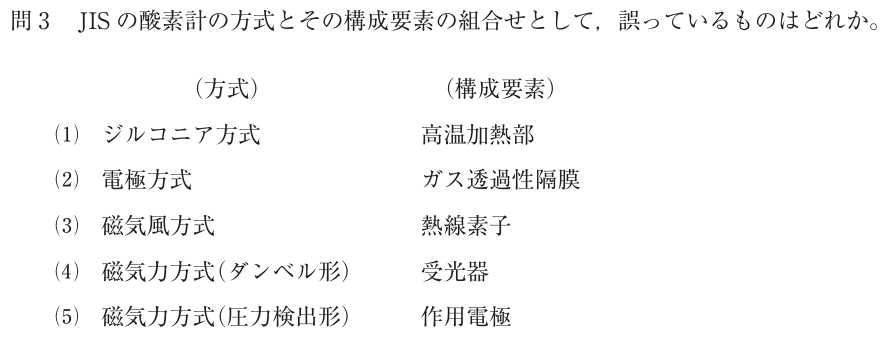 問3 JISの酸素計の方式とその構成要素の組合せとして,誤っているものはどれか。
(方式) (構成要素)
(1) ジルコニア方式 高温加熱部
(2) 電極方式 ガス透過性隔膜
(3) 磁気風方式 熱線素子
(4) 磁気力方式(ダンベル形) 受光器
(5) 磁気力方式(圧力検出形) 作用電極